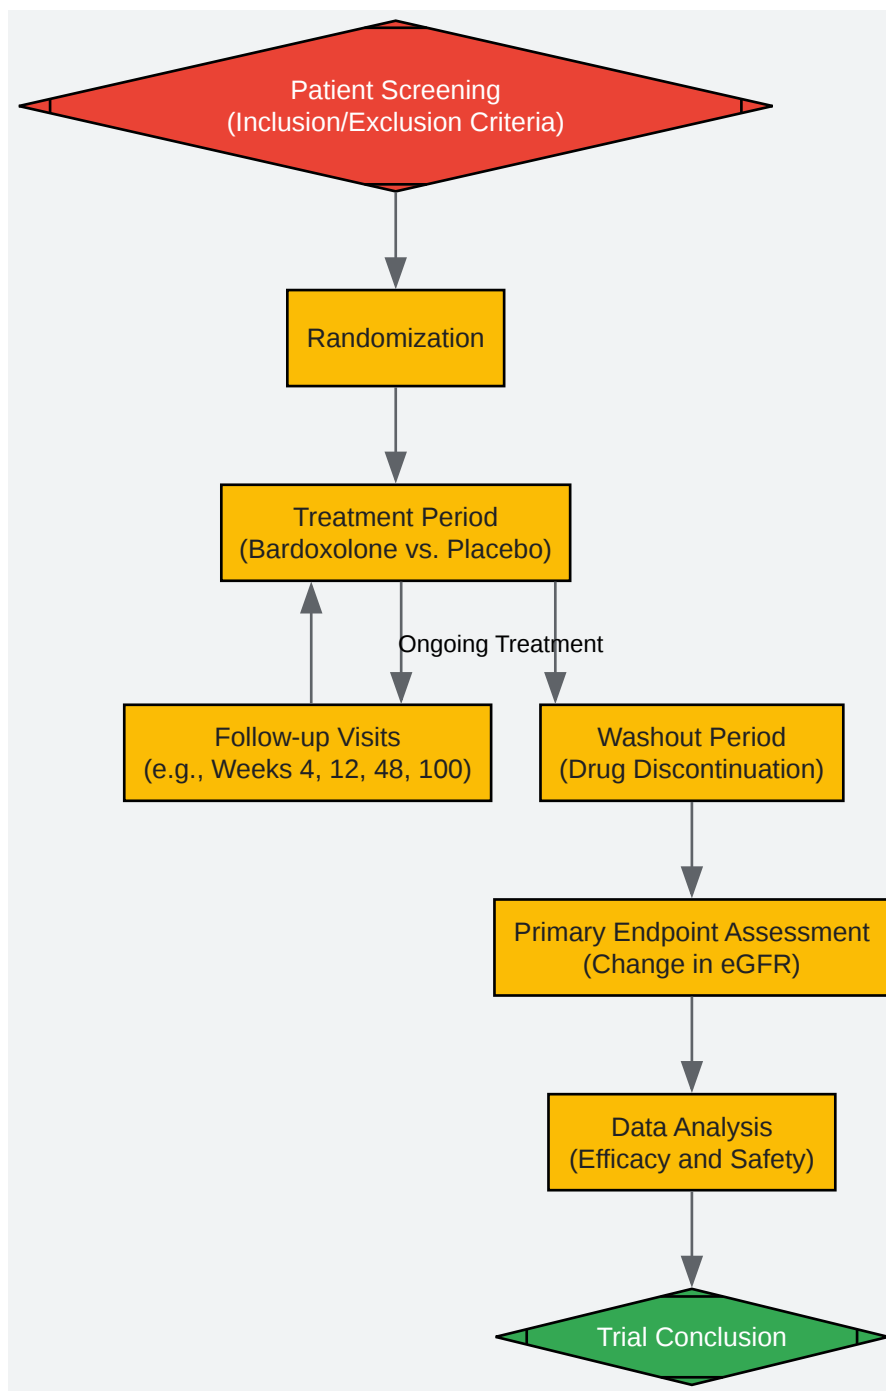 Patient Screening
(Inclusion/Exclusion Criteria)
Randomization
Treatment Period
(Bardoxolone vs. Placebo)
Ongoing Treatment
Follow-up Visits
(e.g., Weeks 4, 12, 48, 100)
Washout Period
(Drug Discontinuation)
Primary Endpoint Assessment
(Change in eGFR)
Data Analysis
(Efficacy and Safety)
Trial Conclusion